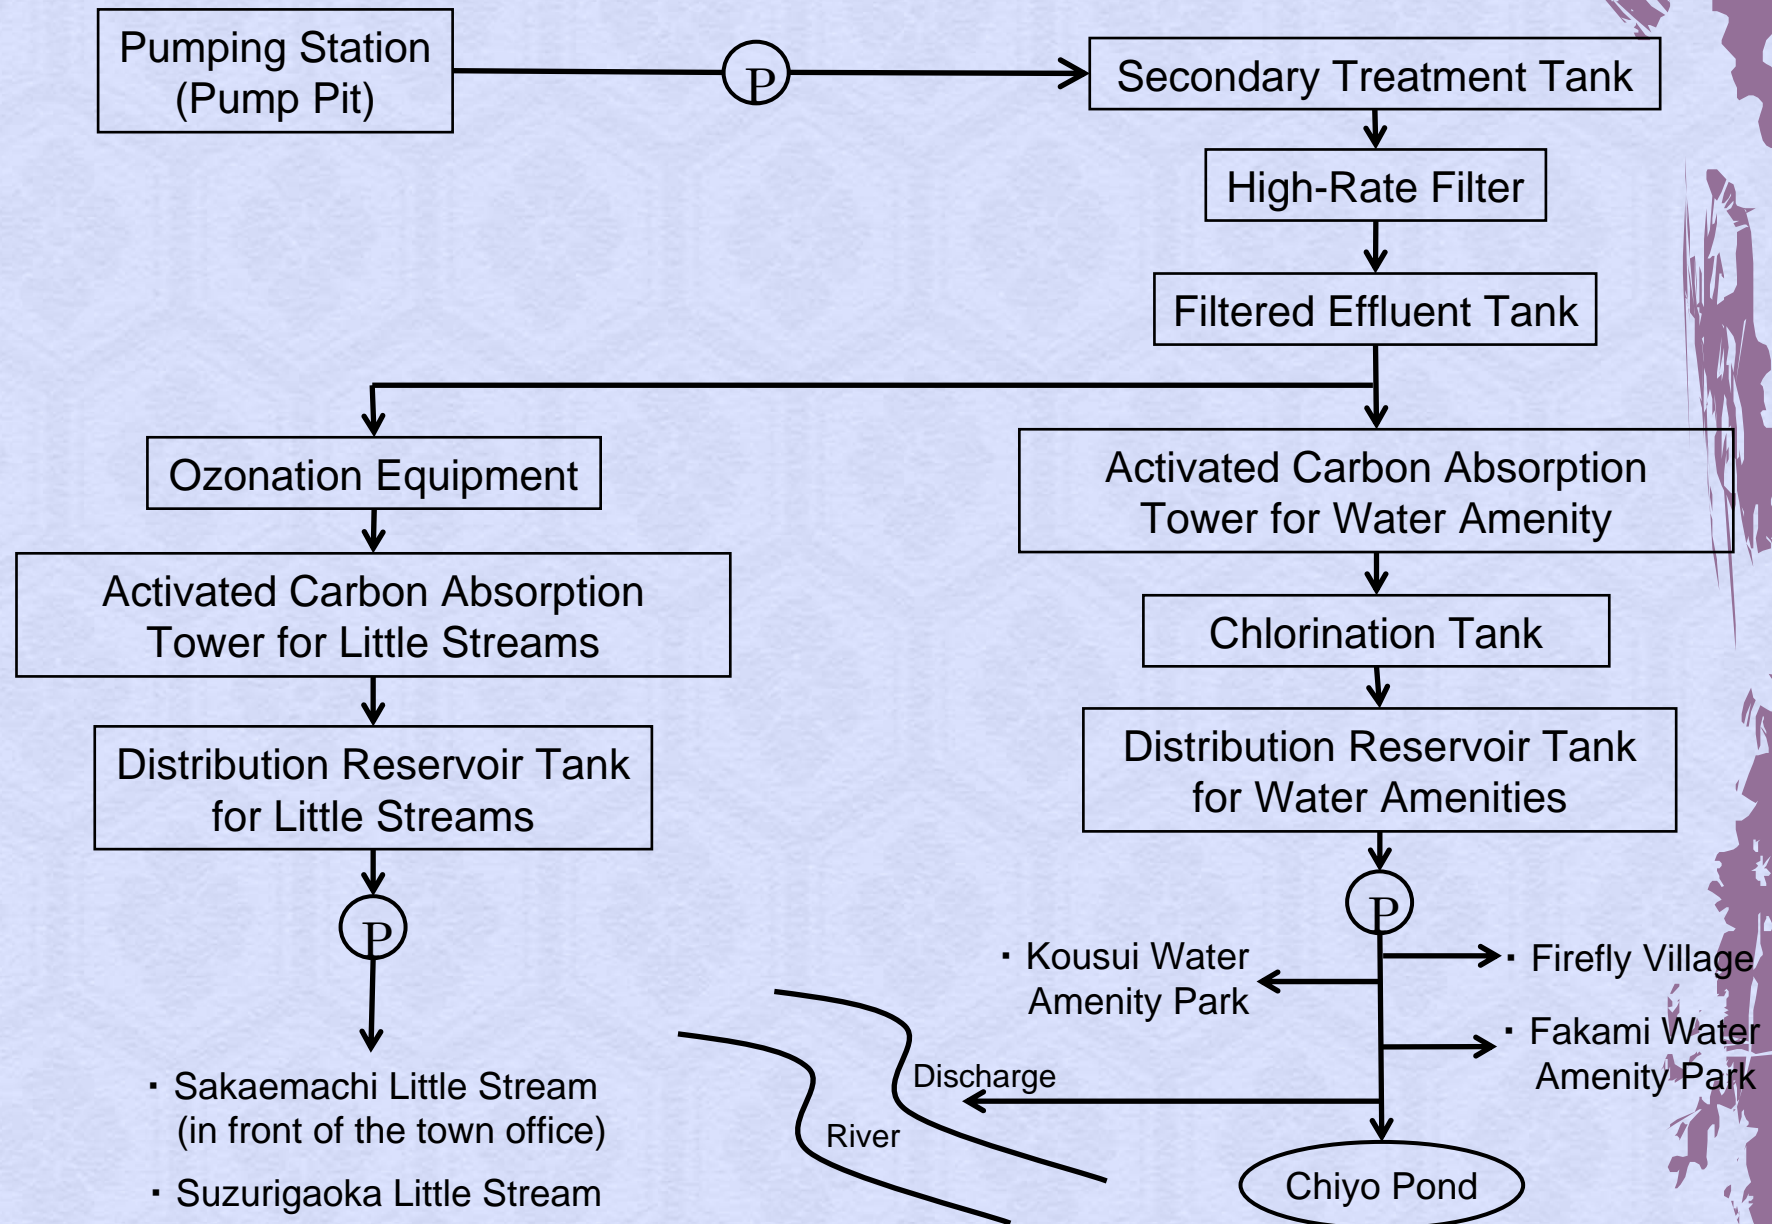 Pumping Station
(Pump Pit)
P
Secondary Treatment Tank
High-Rate Filter
Filtered Effluent Tank
Ozonation Equipment
Activated Carbon Absorption
Tower for Little Streams
Distribution Reservoir Tank
for Little Streams
P
・Sakaemachi Little Stream
(in front of the town office)
・Suzurigaoka Little Stream
Activated Carbon Absorption
Tower for Water Amenity
Chlorination Tank
Distribution Reservoir Tank
for Water Amenities
P
・Kousui Water
Amenity Park
・Firefly Village
・Fakami Water
Amenity Park
Discharge
River
Chiyo Pond